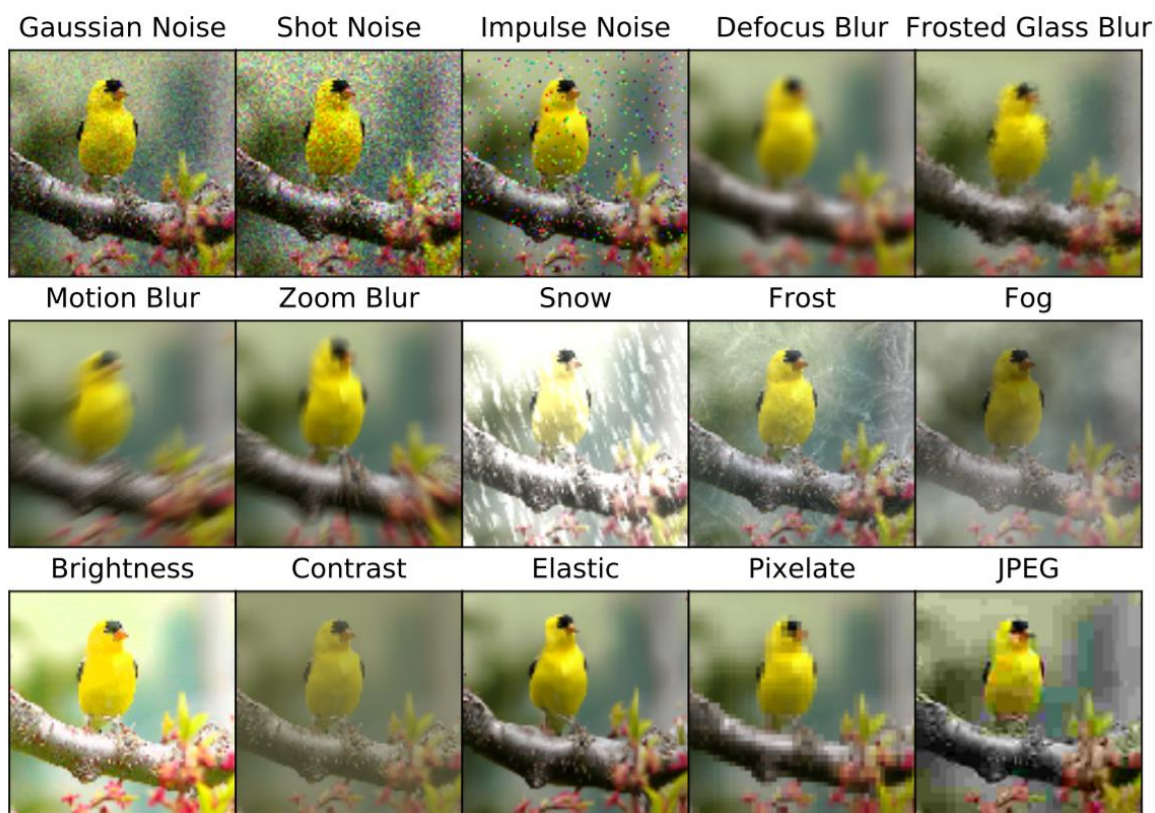 Gaussian Noise Shot Noise Impulse Noise Defocus Blur Frosted Glass Blur
Motion Blur Zoom Blur Snow Frost Fog
Brightness Contrast Elastic Pixelate JPEG